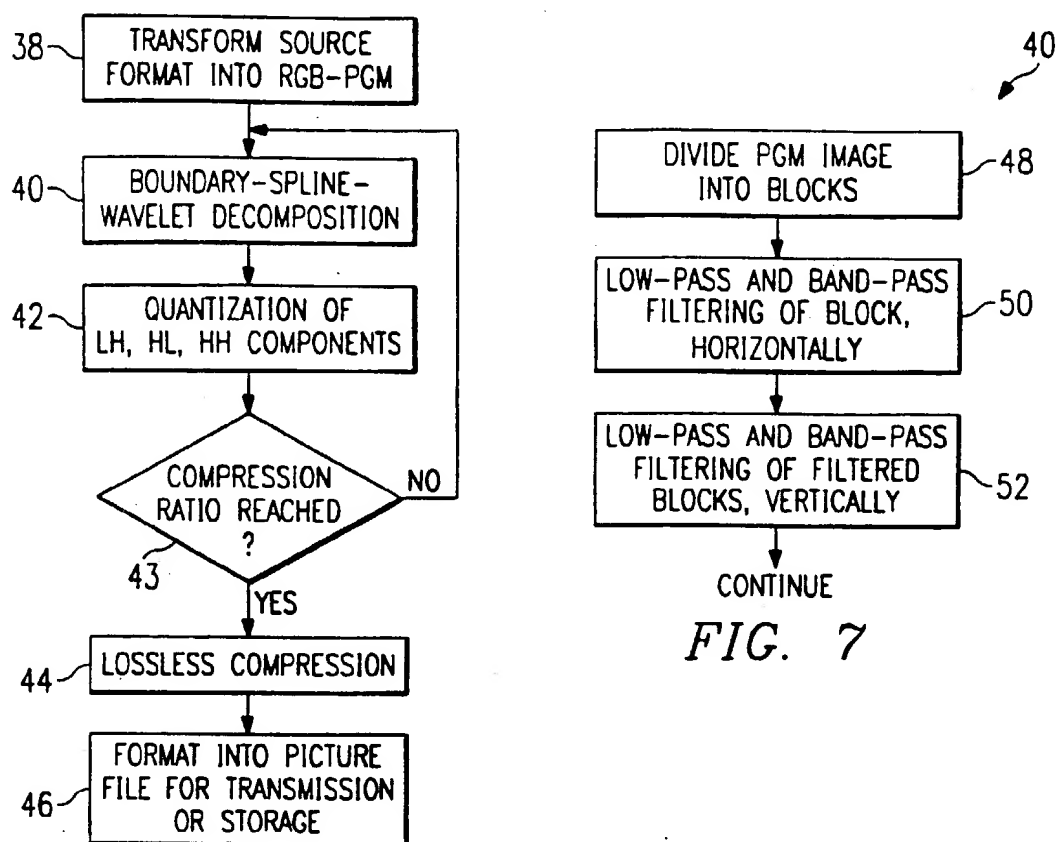 38
TRANSFORM SOURCE
FORMAT INTO RGB-PGM
40
BOUNDARY-SPLINE-
WAVELET DECOMPOSITION
42
QUANTIZATION OF
LH, HL, HH COMPONENTS
COMPRESSION
RATIO REACHED
?
NO
43
YES
44
LOSSLESS COMPRESSION
46
FORMAT INTO PICTURE
FILE FOR TRANSMISSION
OR STORAGE
40
DIVIDE PGM IMAGE
INTO BLOCKS
48
LOW-PASS AND BAND-PASS
FILTERING OF BLOCK,
HORIZONTALLY
50
LOW-PASS AND BAND-PASS
FILTERING OF FILTERED
BLOCKS, VERTICALLY
52
CONTINUE
FIG. 7